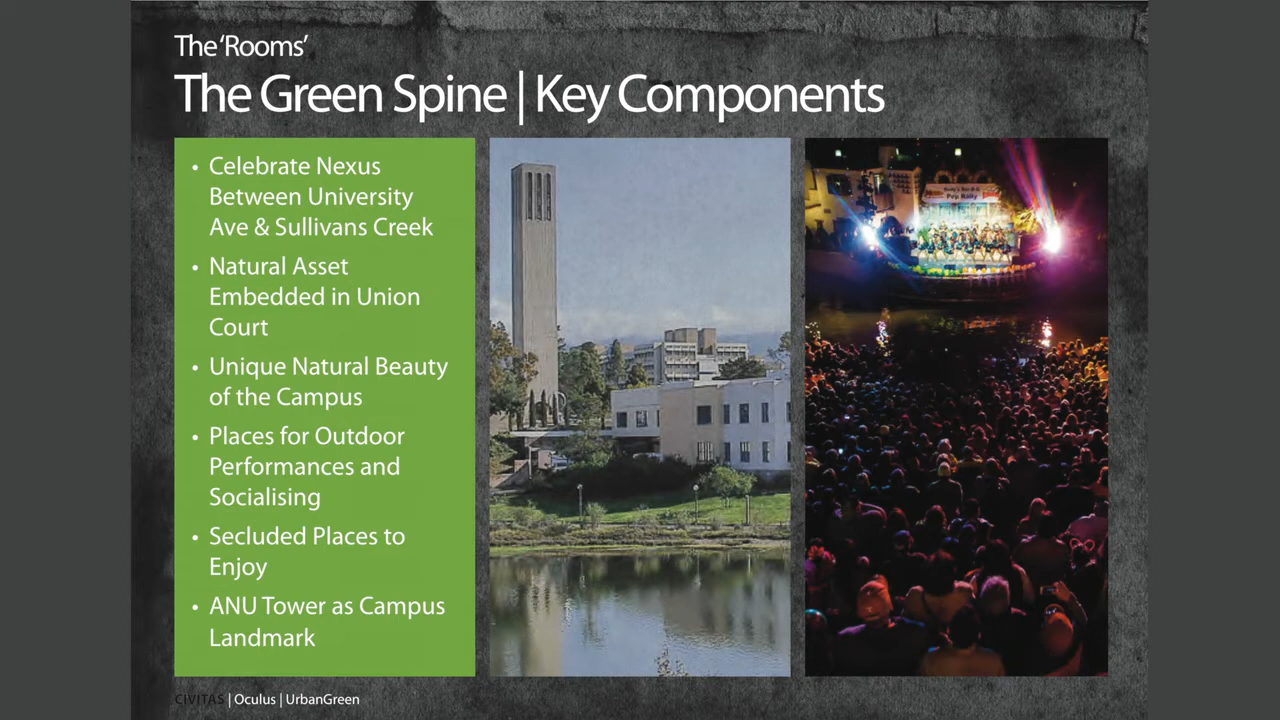 The ‘Rooms’
The Green Spine | Key Components
• Celebrate Nexus
Between University
Ave & Sullivans Creek
• Natural Asset
Embedded in Union
Court
• Unique Natural Beauty
of the Campus
• Places for Outdoor
Performances and
Socialising
• Secluded Places to
Enjoy
• ANU Tower as Campus
Landmark
Pep Rally
CIVITAS | Oculus | UrbanGreen